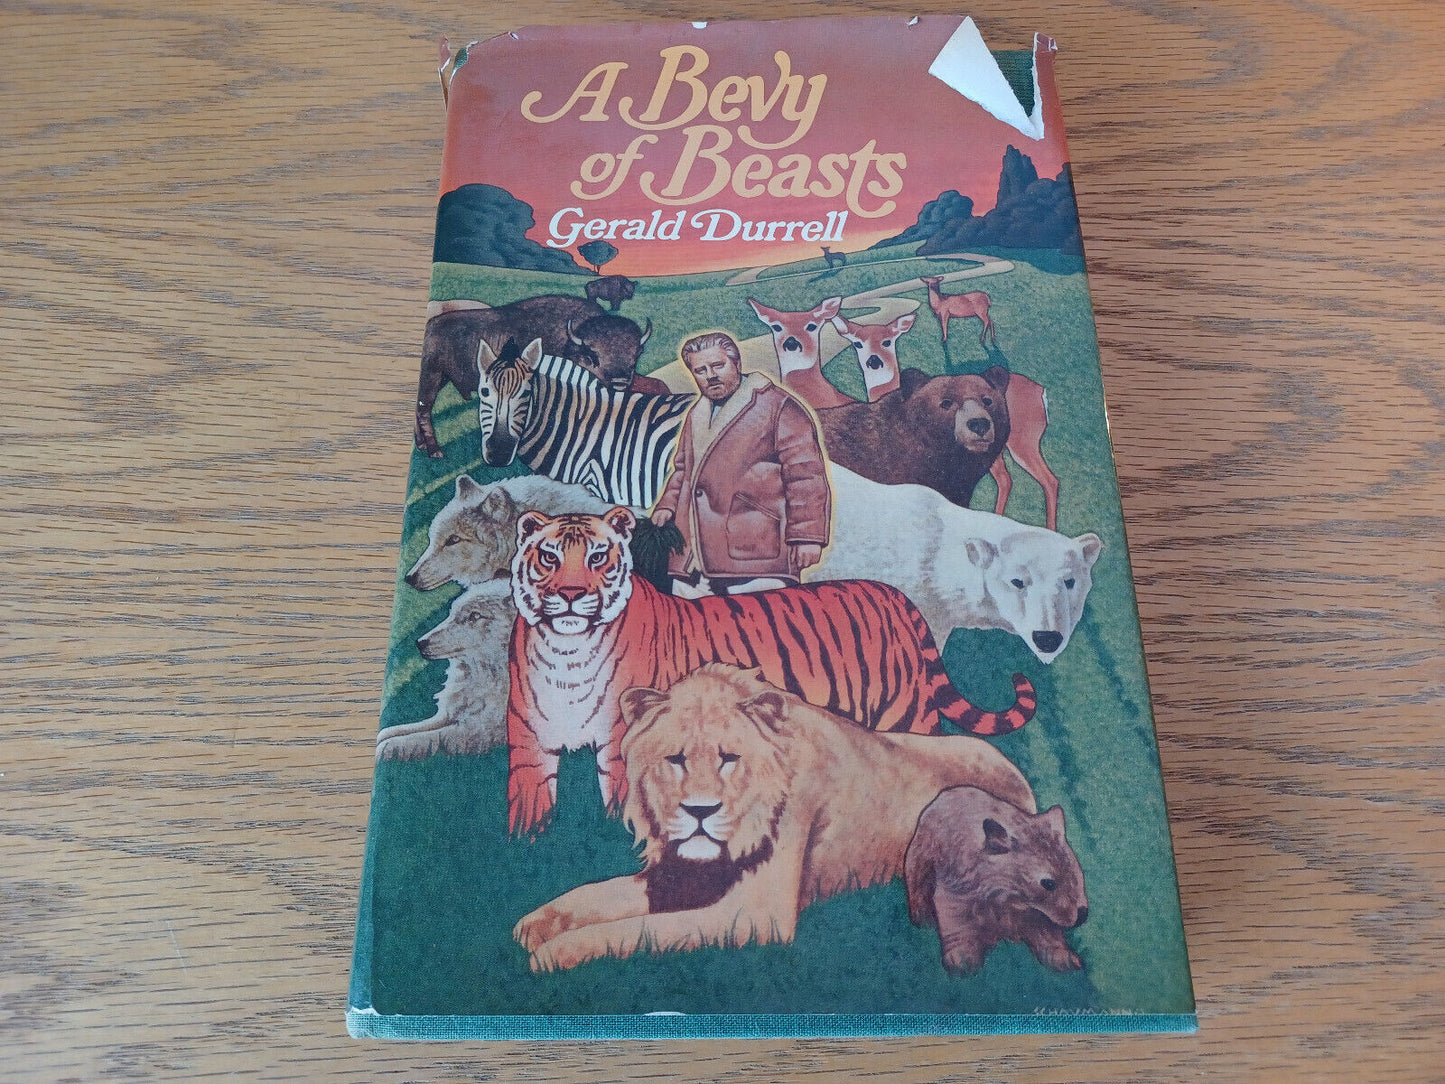 A Bevy
of Beasts
Gerald Durrell